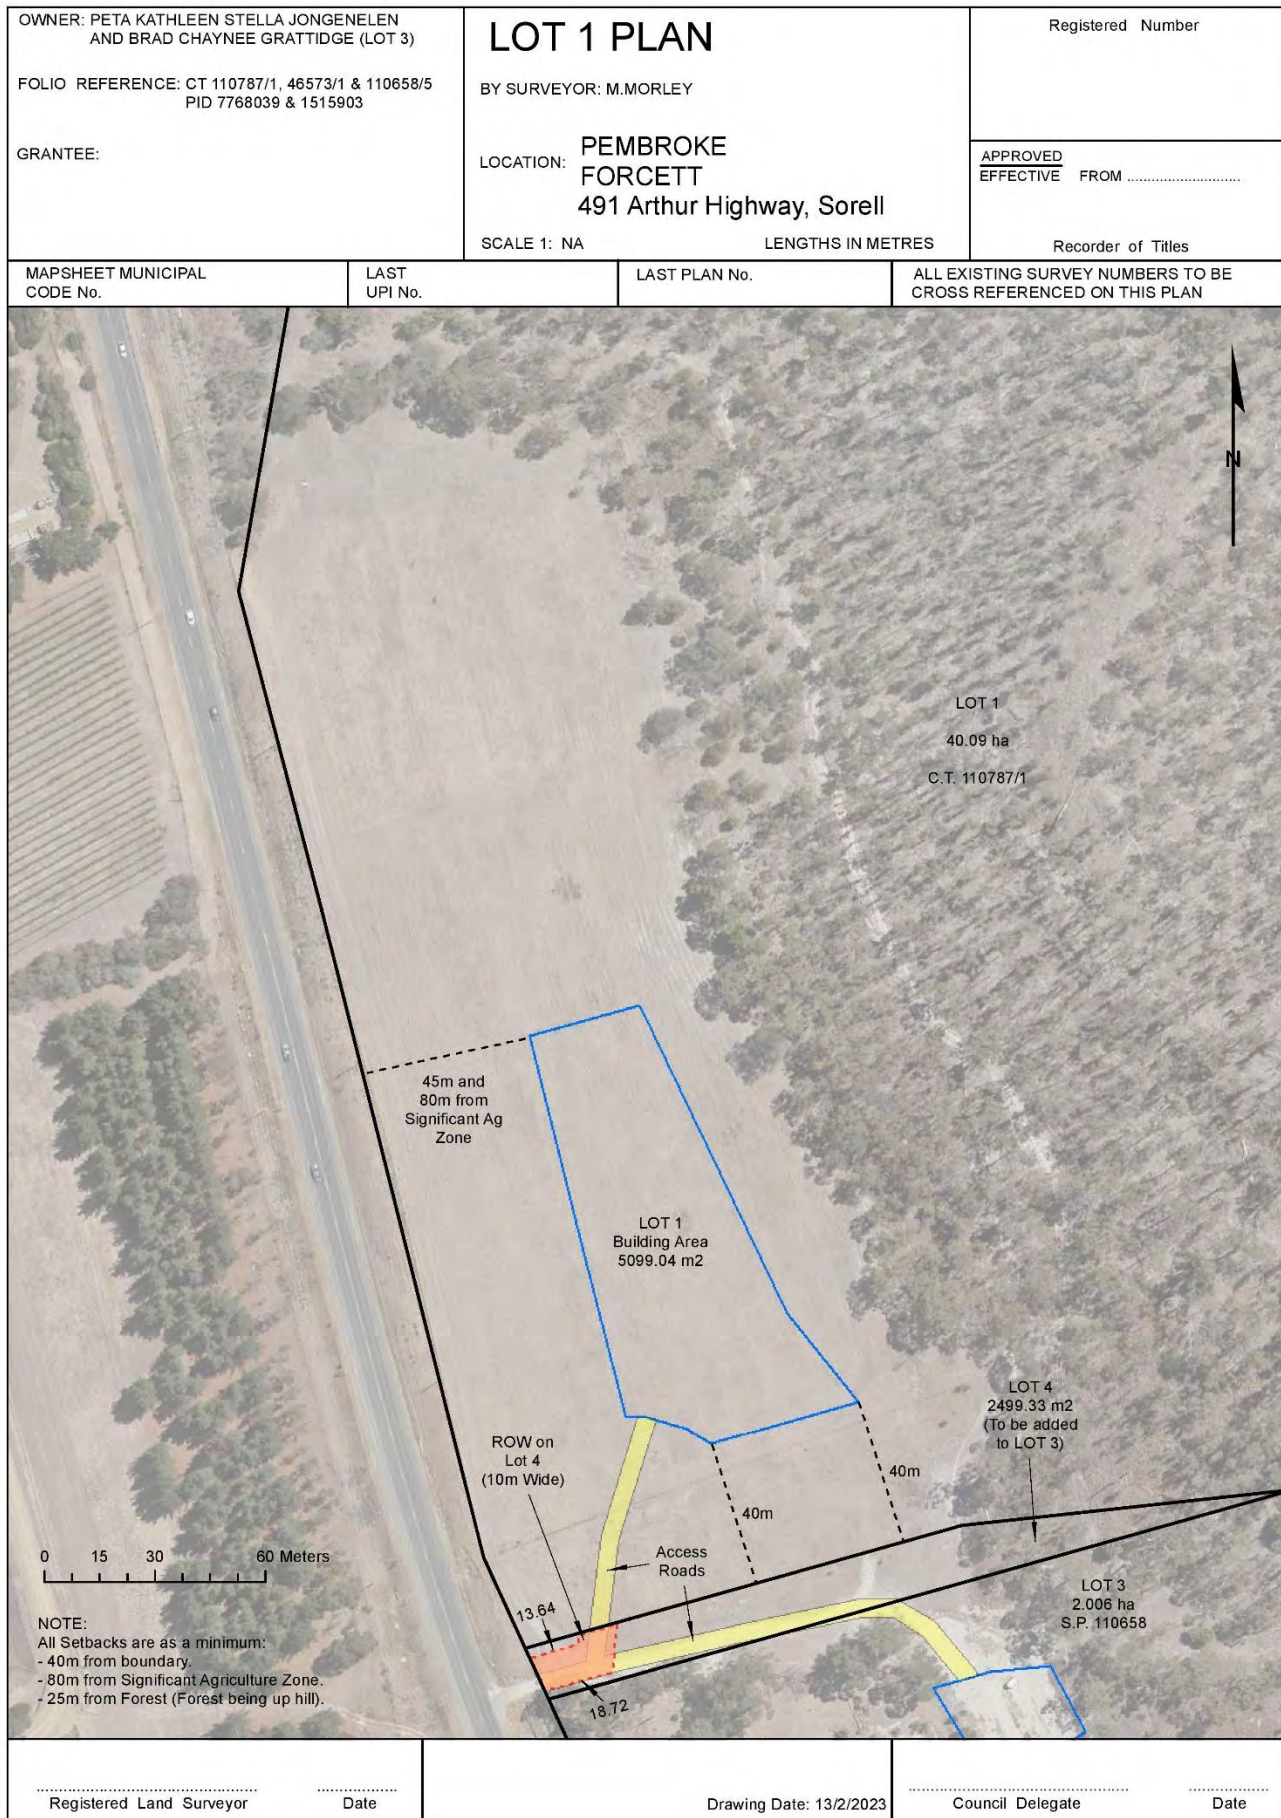 OWNER: PETA KATHLEEN STELLA JONGENELEN
AND BRAD CHAYNEE GRATTIDGE (LOT 3)
FOLIO REFERENCE: CT 110787/1, 46573/1 & 110658/5
PID 7768039 & 1515903
GRANTEE:
LOT 1 PLAN
BY SURVEYOR: M.MORLEY
LOCATION: PEMBROKE
FORCETT
491 Arthur Highway, Sorell
SCALE 1: NA LENGTHS IN METRES
Registered Number
APPROVED
EFFECTIVE FROM ............................
Recorder of Titles
MAPSHEET MUNICIPAL
CODE No.
LAST
UPI No.
LAST PLAN No.
ALL EXISTING SURVEY NUMBERS TO BE
CROSS REFERENCED ON THIS PLAN
N
LOT 1
40.09 ha
C.T. 110787/1
45m and
80m from
Significant Ag
Zone
LOT 1
Building Area
5099.04 m2
LOT 4
2499.33 m2
(To be added
to LOT 3)
ROW on
Lot 4
(10m Wide)
40m
40m
Access
Roads
0 15 30 60 Meters
LOT 3
2.006 ha
S.P. 110658
13.64
18.72
NOTE:
All Setbacks are as a minimum:
- 40m from boundary.
- 80m from Significant Agriculture Zone.
- 25m from Forest (Forest being up hill).
Registered Land Surveyor Date
Drawing Date: 13/2/2023
Council Delegate Date